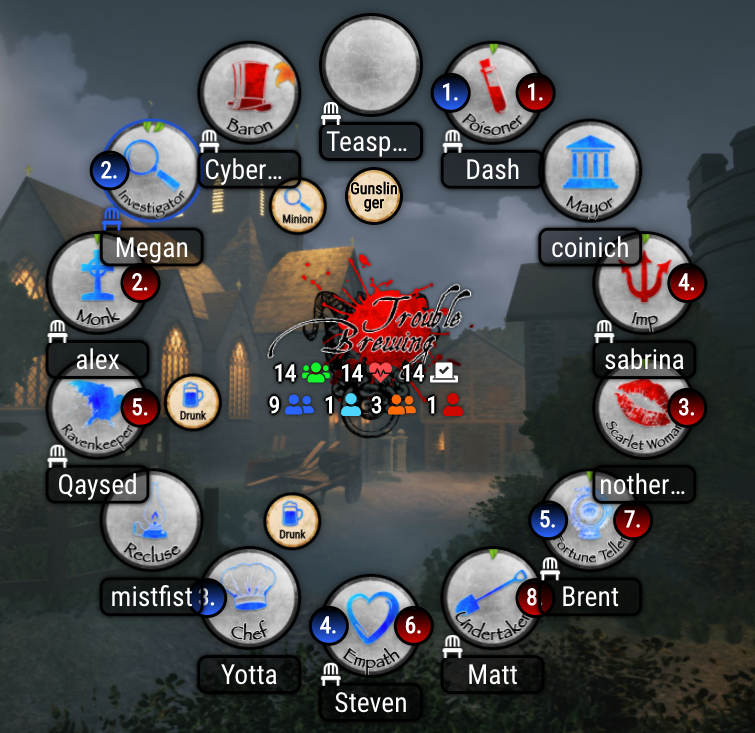 Baron
Cyber...
Teasp...
1.
1.
Poisoner
Dash
Mayor
coinich
2.
Investigator
Megan
Minion
Gunslin
ger
2.
Monk
alex
4.
Imp
sabrina
Trouble
Brewing
14 14 14
9 1 3 1
5.
Ravenkeeper
Qaysed
Drunk
3.
Scarlet Woman
nother...
Recluse
mistfist
Drunk
5.
7.
Fortune Teller
Brent
3.
Chef
Yotta
4.
6.
Empath
Steven
8.
Undertaker
Matt